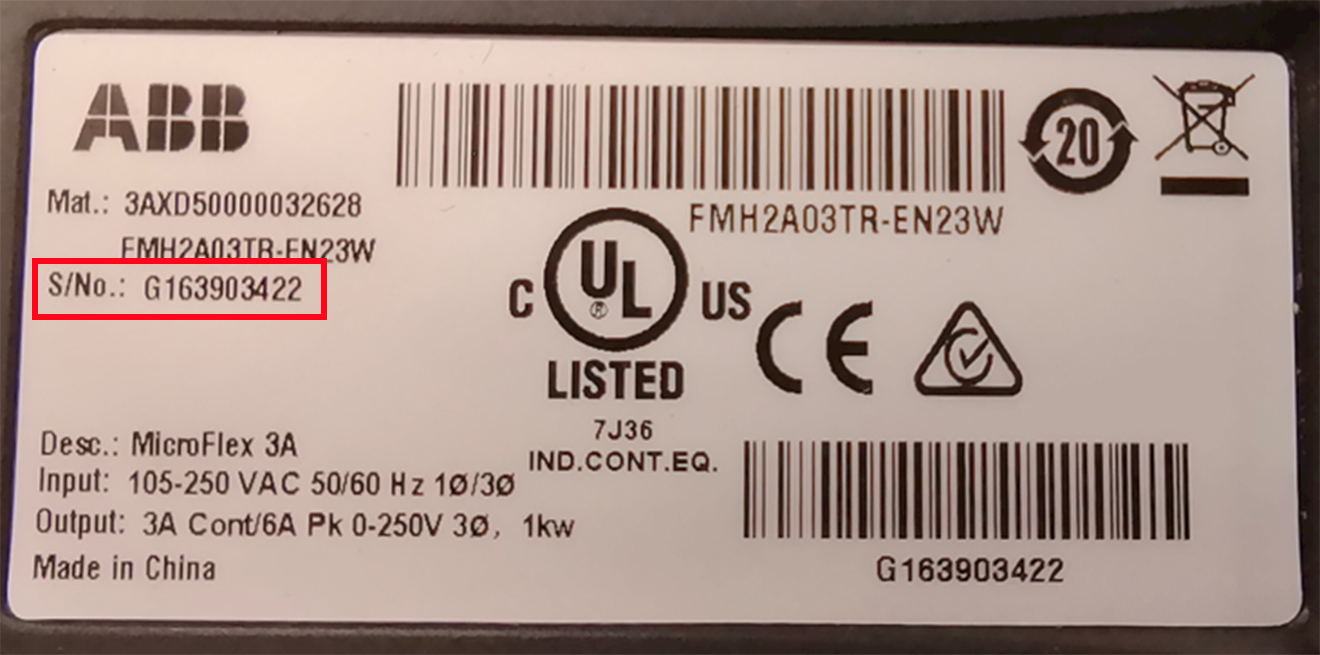 ABB
Mat.: 3AXD50000032628
FMH2A03TR-EN23W
S/No.: G163903422
FMH2A03TR-EN23W
20
C UL ® US
LISTED
7J36
IND.CONT.EQ.
CE
Desc.: MicroFlex 3A
Input: 105-250 VAC 50/60 Hz 1Ø/3Ø
Output: 3A Cont/6A Pk 0-250V 3Ø, 1kw
Made in China
G163903422